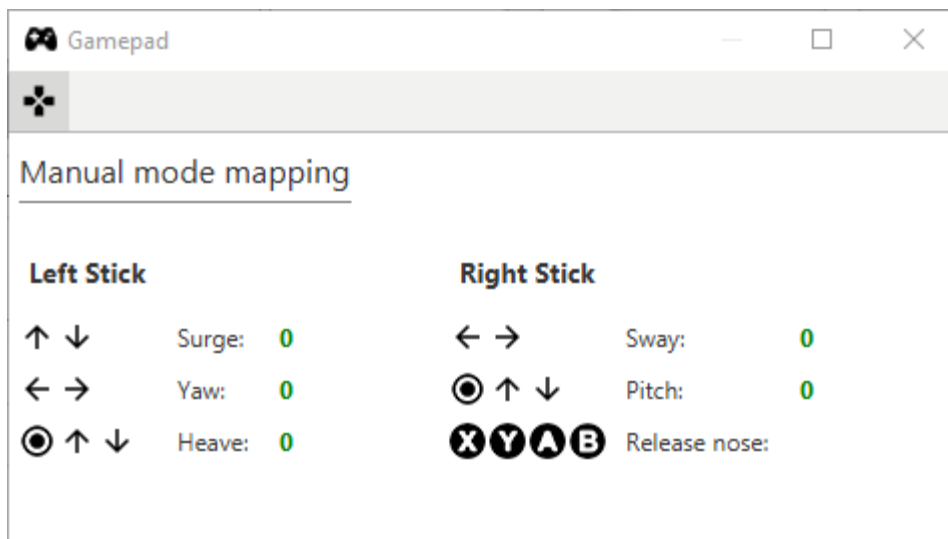 Gamepad
Manual mode mapping
Left Stick
Surge: 0
Yaw: 0
Heave: 0
Right Stick
Sway: 0
Pitch: 0
X Y A B Release nose: